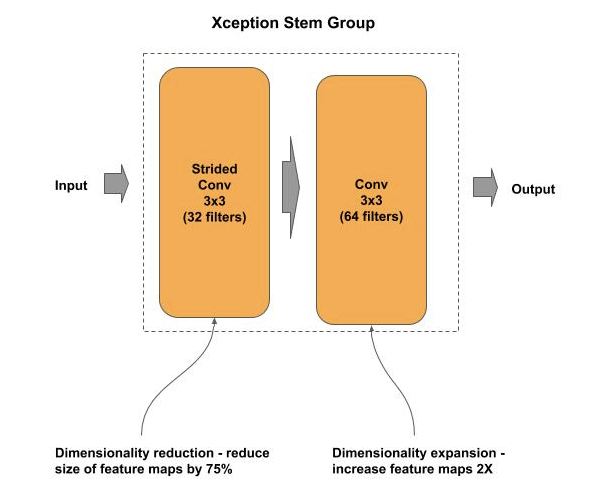 Xception Stem Group
Input
Strided
Conv
3x3
(32 filters)
Conv
3x3
(64 filters)
Output
Dimensionality reduction - reduce
size of feature maps by 75%
Dimensionality expansion -
increase feature maps 2X